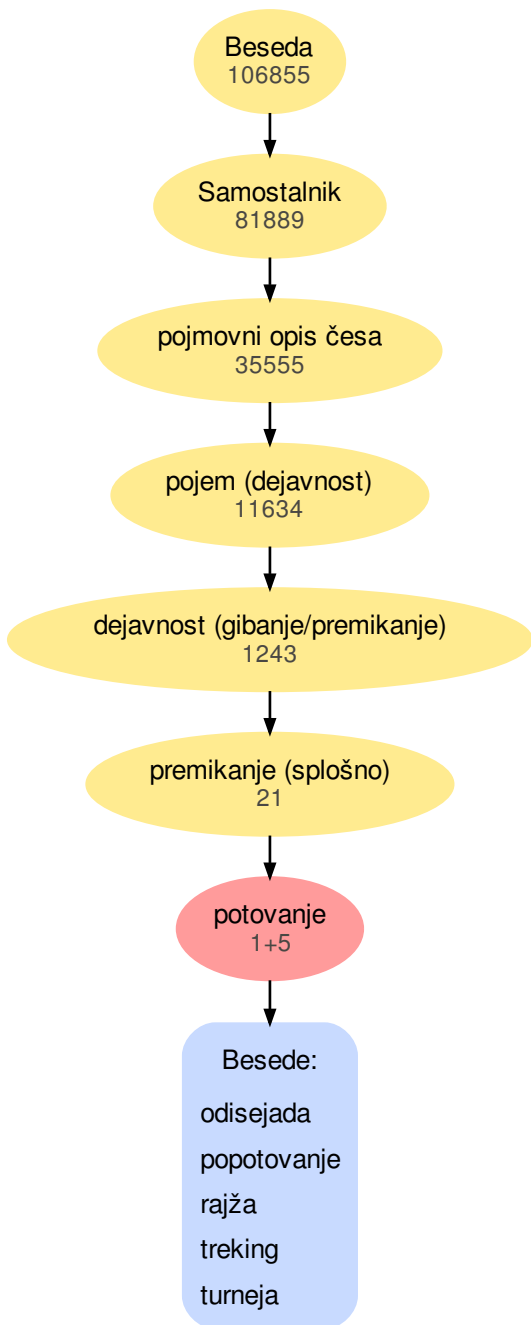 Beseda
106855
Samostalnik
81889
pojmovni opis česa
35555
pojem (dejavnost)
11634
dejavnost (gibanje/premikanje)
1243
premikanje (splošno)
21
potovanje
1+5
Besede:
odisejada
popotovanje
rajža
treking
turneja